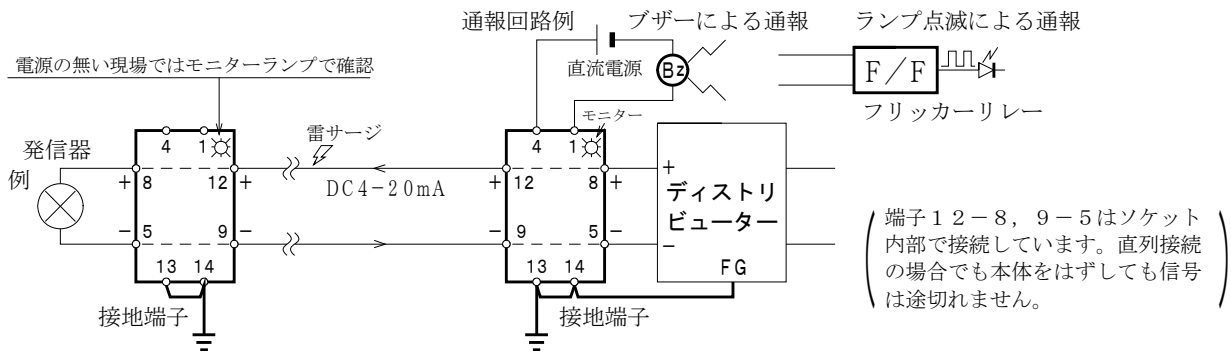 通報回路例
ブザーによる通報
ランプ点滅による通報
電源の無い現場ではモニターランプで確認
直流電源
Bz
F/F
フリッカーリレー
モニター
発信器
例
4 1
雷サージ
4 1
+ 8 12 +
DC4-20mA
+ 12 8 +
+
ディストリ
ビューター
- 5 9 -
- 9 5 -
-
13 14
13 14
FG
接地端子
接地端子
端子12-8,9-5はソケット
内部で接続しています。直列接続
の場合でも本体をはずしても信号
は途切れません。